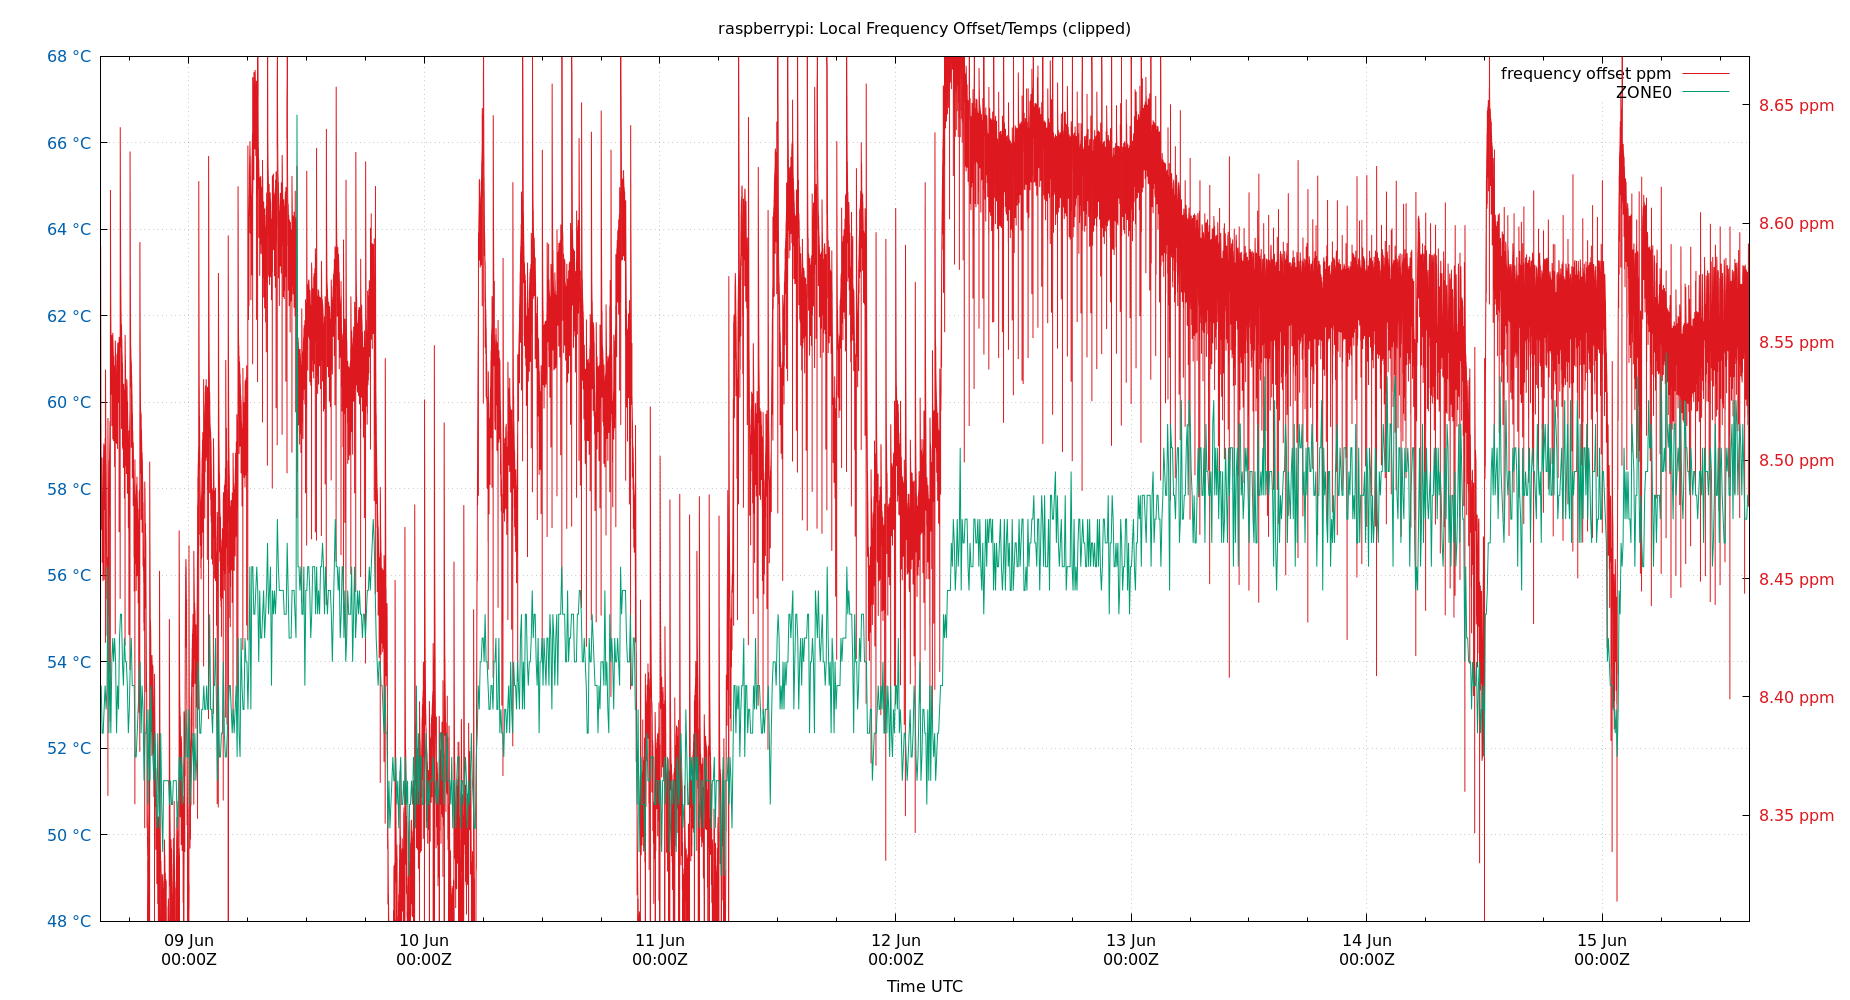 raspberrypi: Local Frequency Offset/Temps (clipped)
68 °C
66 °C
64 °C
62 °C
60 °C
58 °C
56 °C
54 °C
52 °C
50 °C
48 °C
frequency offset ppm
ZONE0
8.65 ppm
8.60 ppm
8.55 ppm
8.50 ppm
8.45 ppm
8.40 ppm
8.35 ppm
09 Jun
00:00Z
10 Jun
00:00Z
11 Jun
00:00Z
12 Jun
00:00Z
13 Jun
00:00Z
14 Jun
00:00Z
15 Jun
00:00Z
Time UTC